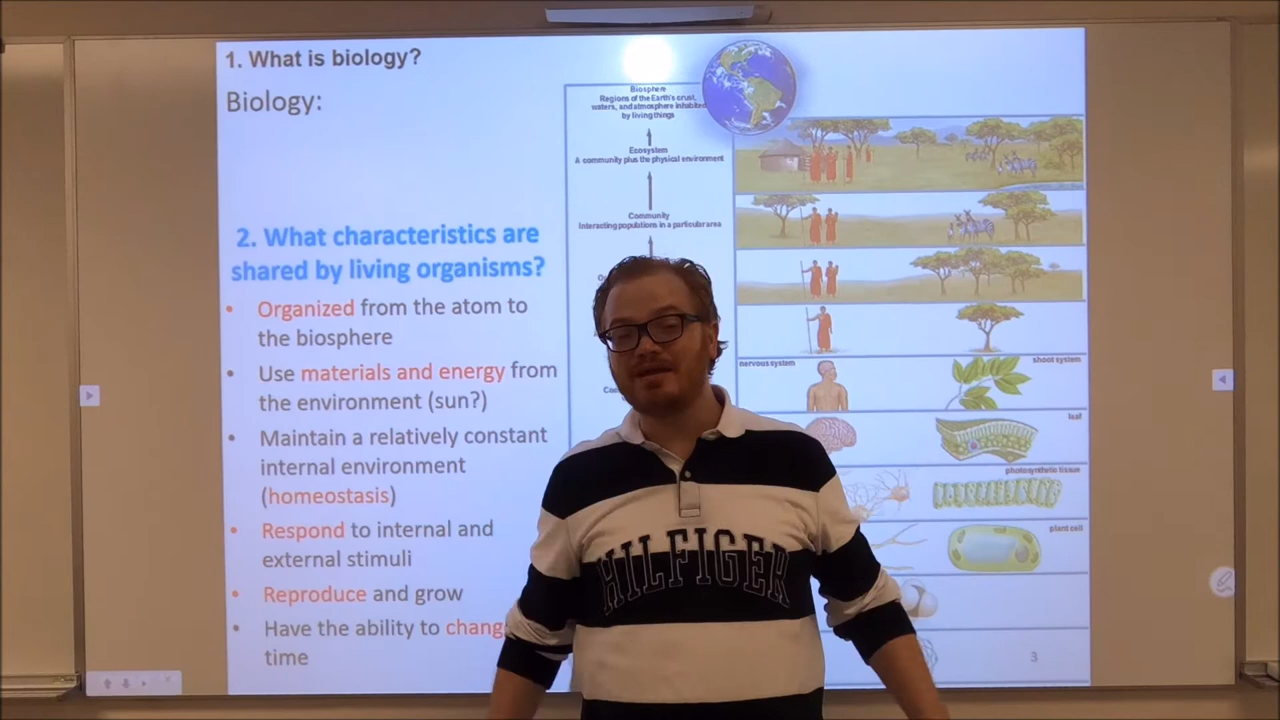 1. What is biology?
Biology:
2. What characteristics are
shared by living organisms?
• Organized from the atom to
the biosphere
• Use materials and energy from
the environment (sun?)
• Maintain a relatively constant
internal environment
(homeostasis)
• Respond to internal and
external stimuli
• Reproduce and grow
• Have the ability to chang
time
Biosphere
Regions of the Earth's crust,
waters, and atmosphere inhabited
by living things
Ecosystem
A community plus the physical environment
Community
Interacting populations in a particular area
nervous system
shoot system
leaf
photosynthetic tissue
plant cell
3
HILFIGER